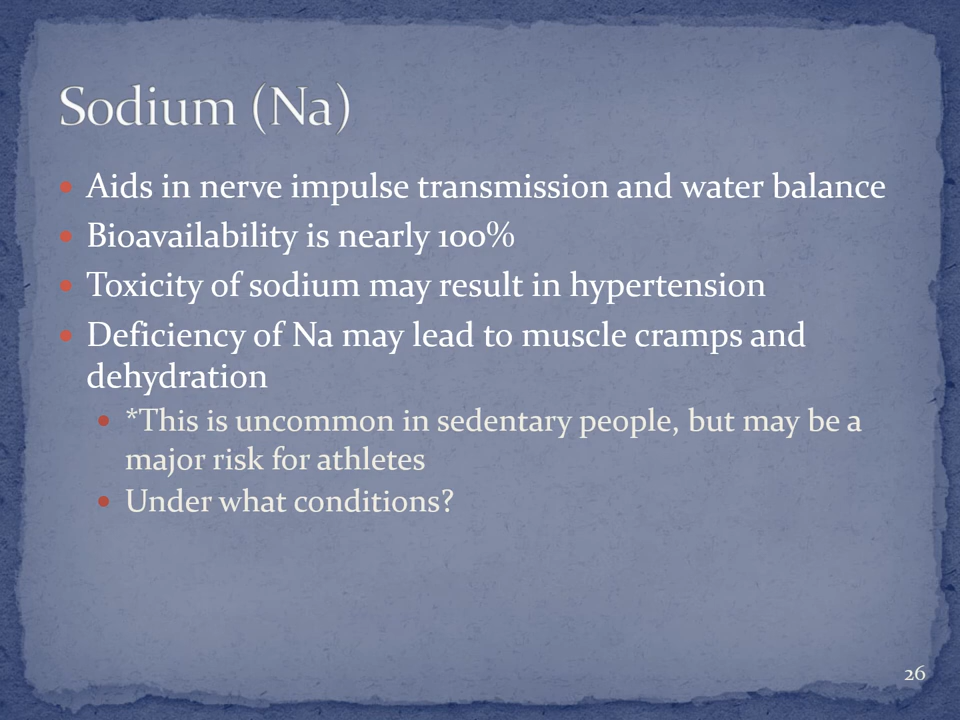 Sodium (Na)
• Aids in nerve impulse transmission and water balance
• Bioavailability is nearly 100%
• Toxicity of sodium may result in hypertension
• Deficiency of Na may lead to muscle cramps and
dehydration
• *This is uncommon in sedentary people, but may be a
major risk for athletes
• Under what conditions?
26